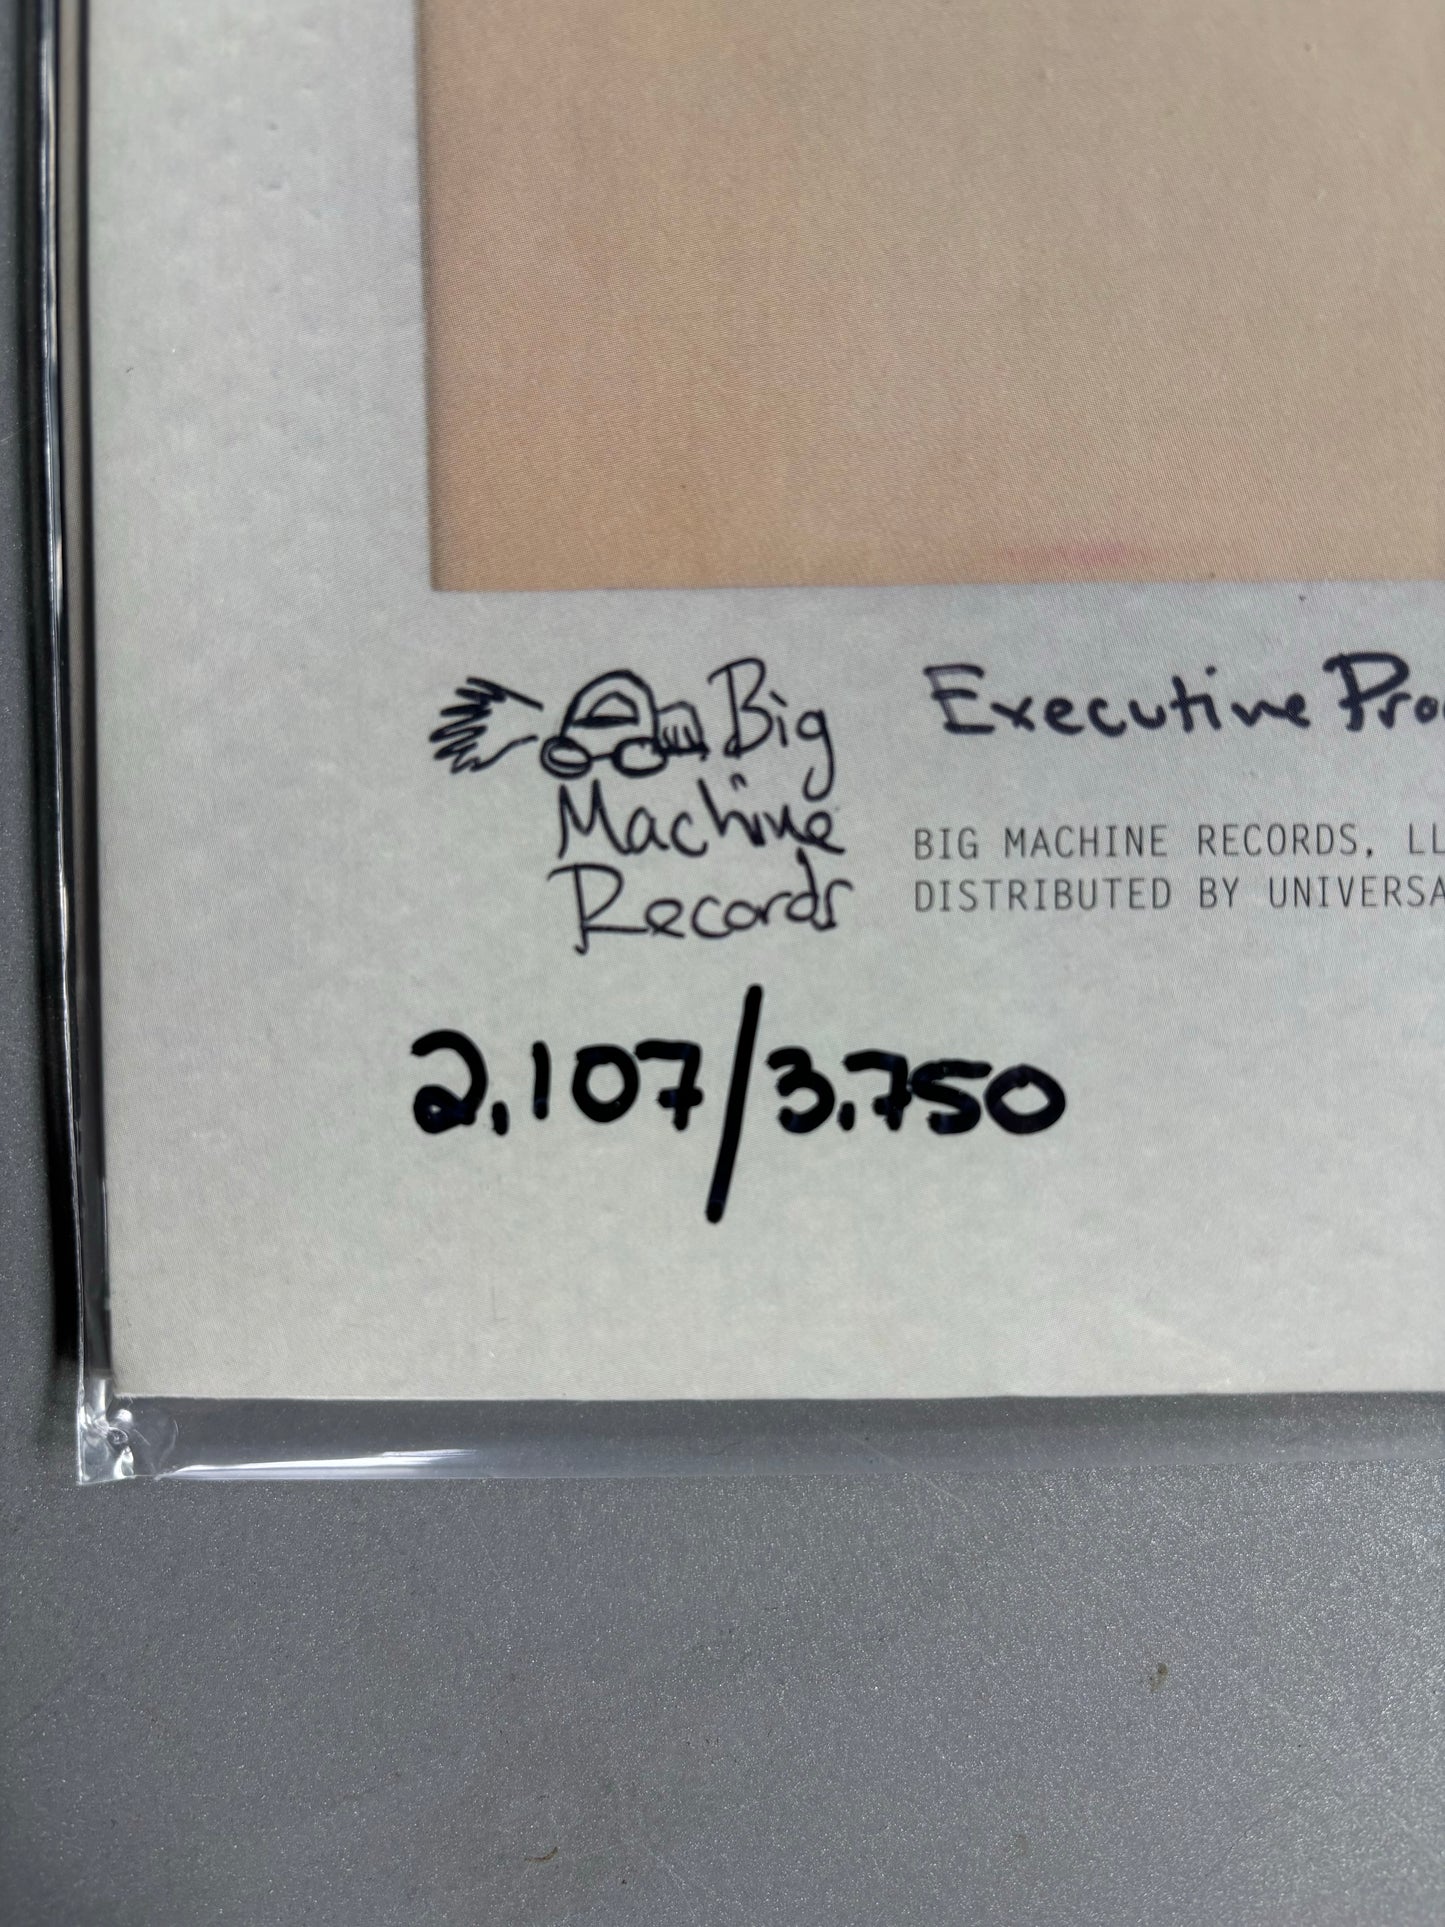 Big
Machine
Records
Executive Pro
BIG MACHINE RECORDS, LL
DISTRIBUTED BY UNIVERSA
2,107/3,750